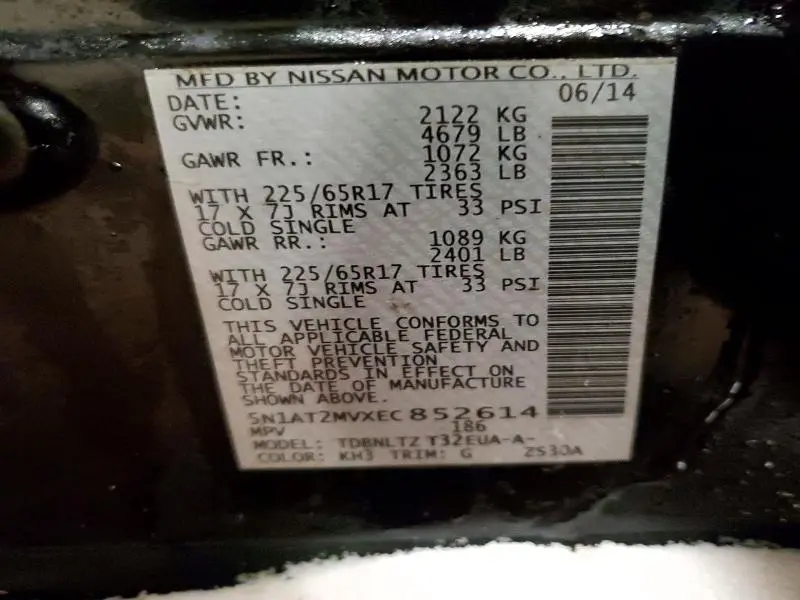 MFD BY NISSAN MOTOR CO., LTD.
DATE: 06/14
GVWR: 2122 KG
4679 LB
GAWR FR.: 1072 KG
2363 LB
WITH 225/65R17 TIRES
17 X 7J RIMS AT 33 PSI
COLD SINGLE
GAWR RR.: 1089 KG
2401 LB
WITH 225/65R17 TIRES
17 X 7J RIMS AT 33 PSI
COLD SINGLE
THIS VEHICLE CONFORMS TO
ALL APPLICABLE FEDERAL
MOTOR VEHICLE SAFETY AND
THEFT PREVENTION
STANDARDS IN EFFECT ON
THE DATE OF MANUFACTURE
SHOWN ABOVE.
5N1AT2MVXEC852614
MPV 186
MODEL: TDBNLTZ T32EUA-A-
COLOR: KH3 TRIM: G 2S30A